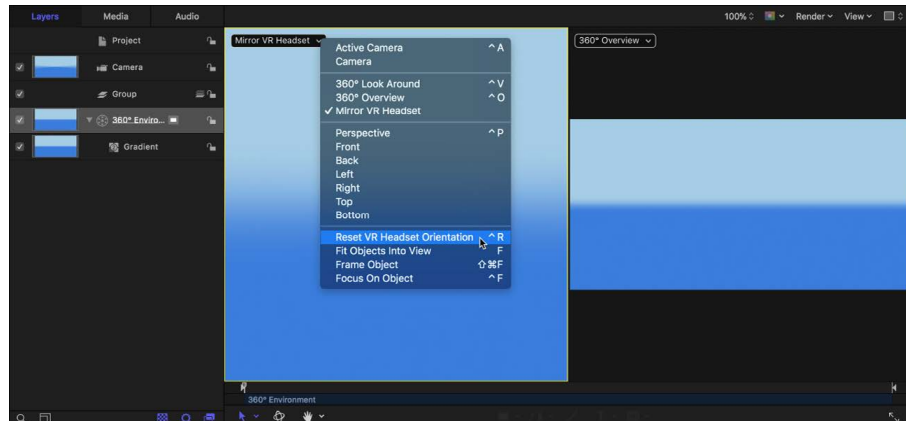 Layers Media Audio
100% Render View
Project
Camera
Group
360° Enviro...
Gradient
Mirror VR Headset
Active Camera ^A
Camera
360° Look Around ^V
360° Overview ^O
✓ Mirror VR Headset
Perspective ^P
Front
Back
Left
Right
Top
Bottom
Reset VR Headset Orientation ^R
Fit Objects Into View F
Frame Object ⇧⌘F
Focus On Object ^F
360° Overview
360° Environment